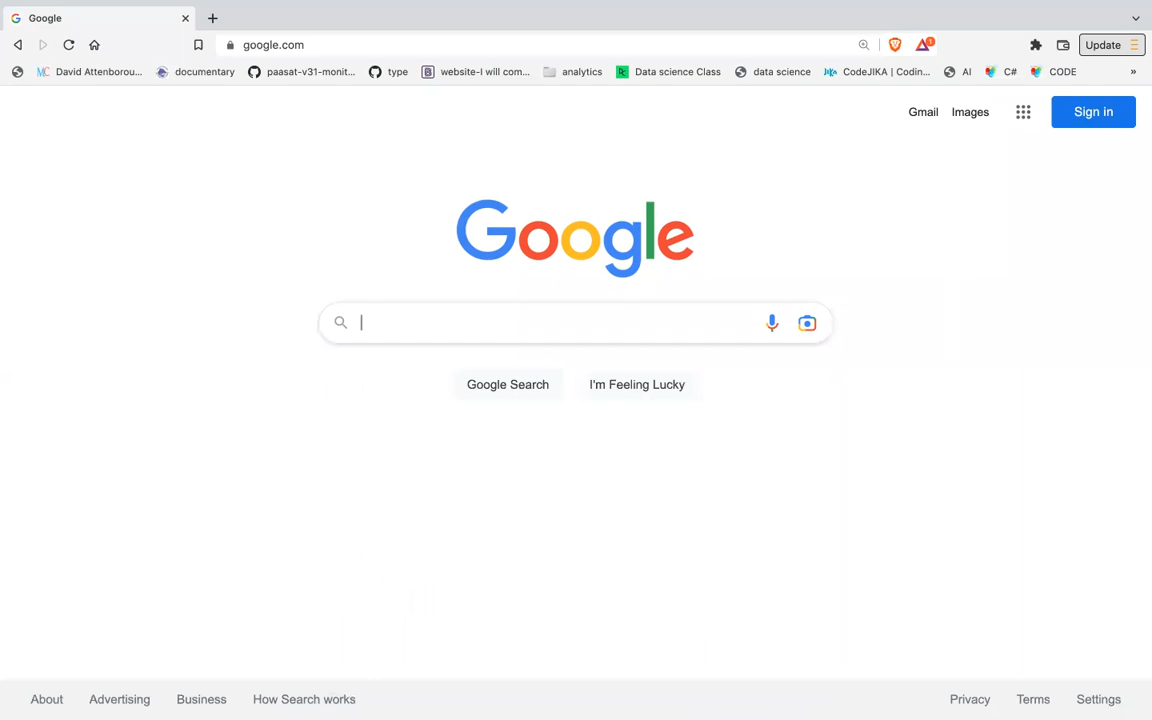 Google
google.com
1
Update
David Attenborou...
documentary
paasat-v31-monit...
type
website-I will com...
analytics
Data science Class
data science
CodeJIKA | Codin...
AI
C#
CODE
»
Gmail
Images
Sign in
Google
Google Search
I'm Feeling Lucky
About
Advertising
Business
How Search works
Privacy
Terms
Settings